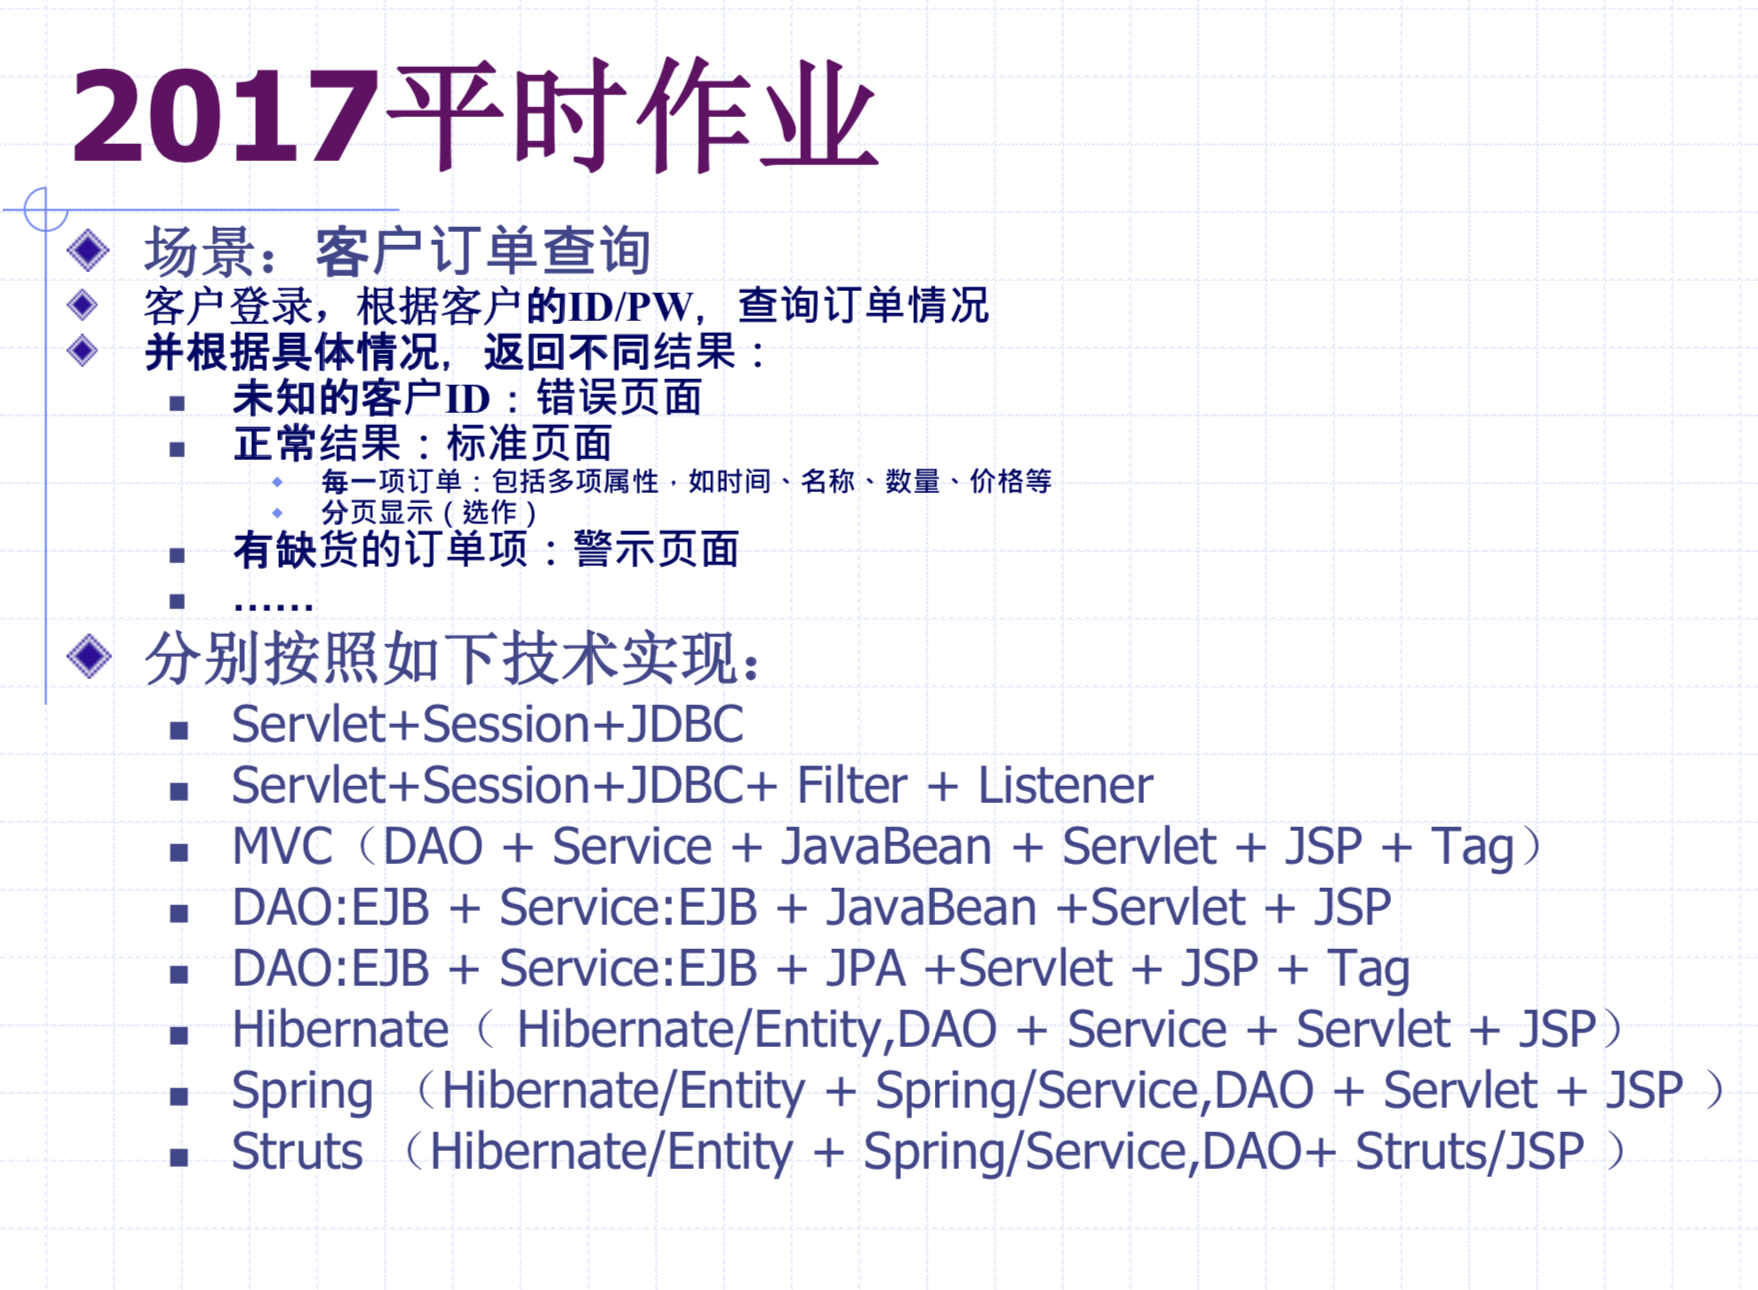 2017平时作业
场景：客户订单查询
客户登录，根据客户的ID/PW，查询订单情况
并根据具体情况，返回不同结果：
未知的客户ID：错误页面
正常结果：标准页面
每一项订单：包括多项属性，如时间、名称、数量、价格等
分页显示（选作）
有缺货的订单项：警示页面
......
分别按照如下技术实现：
Servlet+Session+JDBC
Servlet+Session+JDBC+ Filter + Listener
MVC（DAO + Service + JavaBean + Servlet + JSP + Tag）
DAO:EJB + Service:EJB + JavaBean +Servlet + JSP
DAO:EJB + Service:EJB + JPA +Servlet + JSP + Tag
Hibernate（ Hibernate/Entity,DAO + Service + Servlet + JSP）
Spring （Hibernate/Entity + Spring/Service,DAO + Servlet + JSP ）
Struts （Hibernate/Entity + Spring/Service,DAO+ Struts/JSP ）